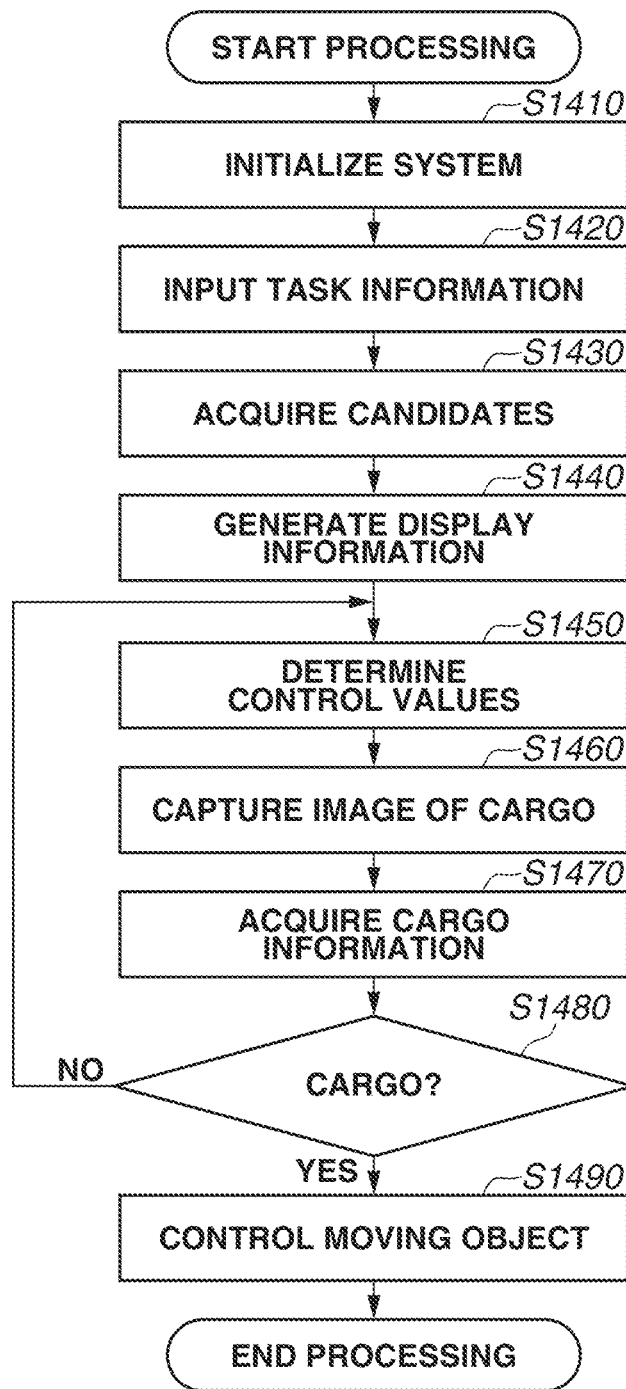 START PROCESSING
S1410
INITIALIZE SYSTEM
S1420
INPUT TASK INFORMATION
S1430
ACQUIRE CANDIDATES
S1440
GENERATE DISPLAY
INFORMATION
S1450
DETERMINE
CONTROL VALUES
S1460
CAPTURE IMAGE OF CARGO
S1470
ACQUIRE CARGO
INFORMATION
S1480
NO
CARGO?
YES
S1490
CONTROL MOVING OBJECT
END PROCESSING